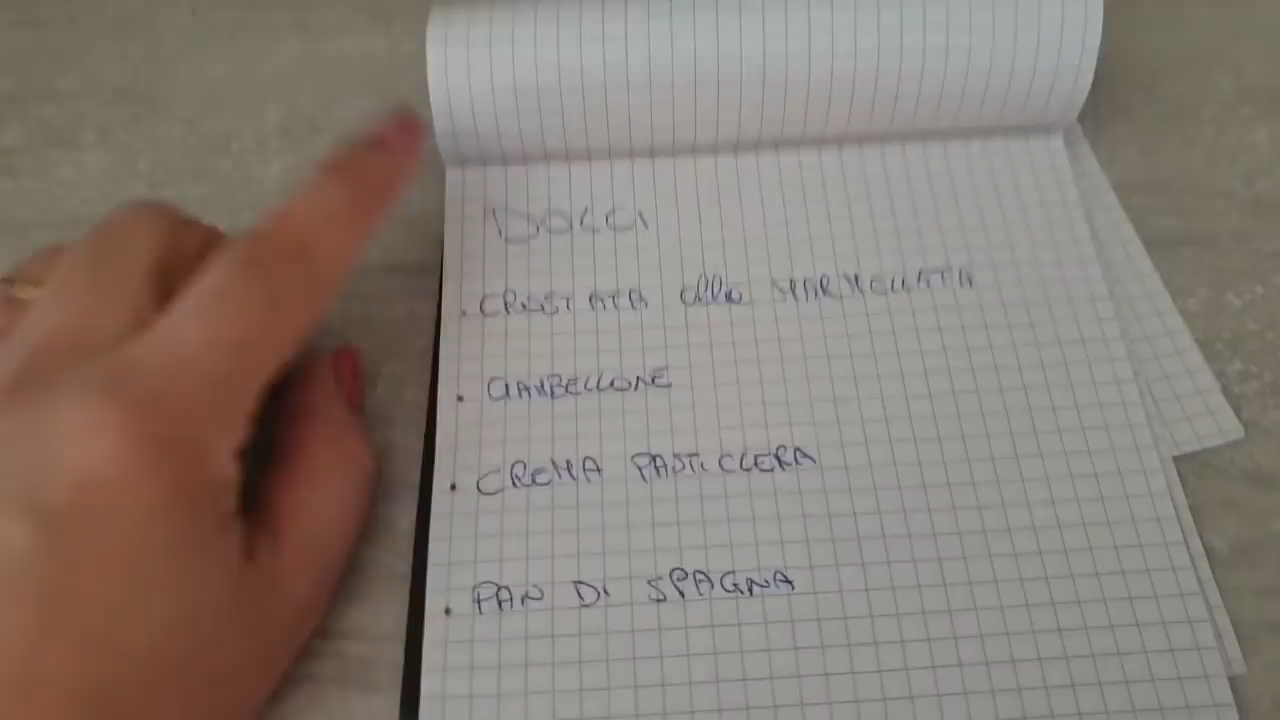 DOLCI
. CROSTATA alla MARMELLATA
. CIAMBELLONE
. CREMA PASTICCERA
. PAN DI SPAGNA